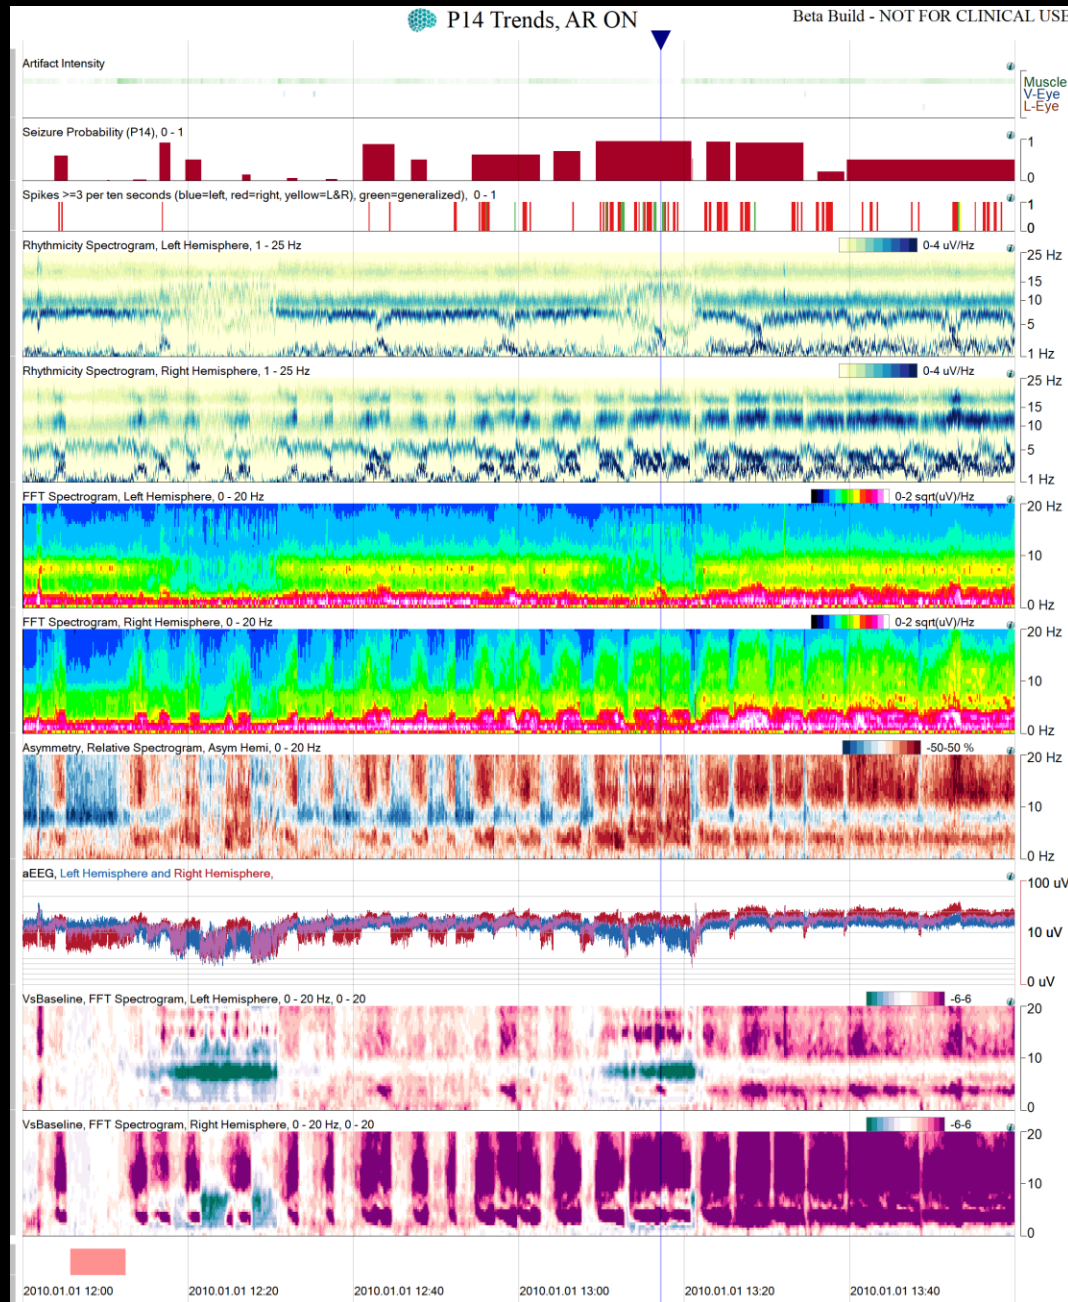 P14 Trends, AR ON
Beta Build - NOT FOR CLINICAL USE
Artifact Intensity
Muscle
V-Eye
L-Eye
Seizure Probability (P14), 0 - 1
1
0
Spikes >=3 per ten seconds (blue=left, red=right, yellow=L&R), green=generalized), 0 - 1
1
0
Rhythmicity Spectrogram, Left Hemisphere, 1 - 25 Hz
0-4 uV/Hz
25 Hz
15
10
5
1 Hz
Rhythmicity Spectrogram, Right Hemisphere, 1 - 25 Hz
0-4 uV/Hz
25 Hz
15
10
5
1 Hz
FFT Spectrogram, Left Hemisphere, 0 - 20 Hz
0-2 sqrt(uV)/Hz
20 Hz
10
0 Hz
FFT Spectrogram, Right Hemisphere, 0 - 20 Hz
0-2 sqrt(uV)/Hz
20 Hz
10
0 Hz
Asymmetry, Relative Spectrogram, Asym Hemi, 0 - 20 Hz
-50-50 %
20 Hz
10
0 Hz
aEEG, Left Hemisphere and Right Hemisphere,
100 uV
10 uV
0 uV
VsBaseline, FFT Spectrogram, Left Hemisphere, 0 - 20 Hz, 0 - 20
-6-6
20
10
0
VsBaseline, FFT Spectrogram, Right Hemisphere, 0 - 20 Hz, 0 - 20
-6-6
20
10
0
2010.01.01 12:00
2010.01.01 12:20
2010.01.01 12:40
2010.01.01 13:00
2010.01.01 13:20
2010.01.01 13:40